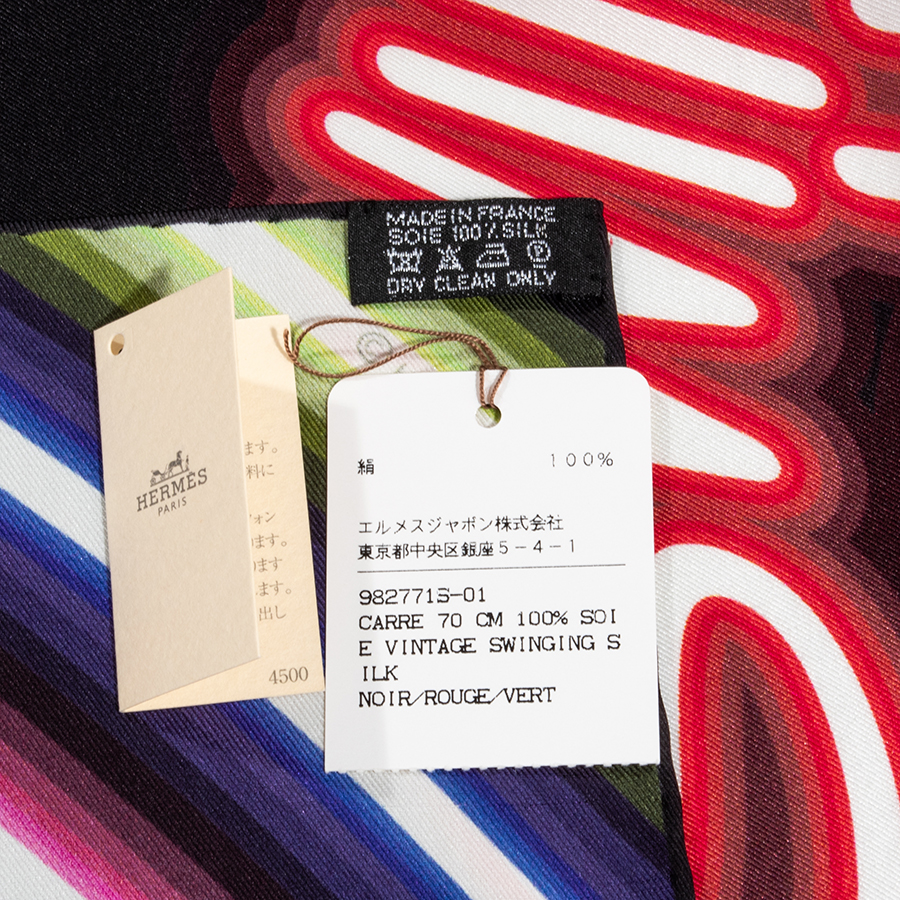 MADE IN FRANCE
SOIE 100% SILK
P
DRY CLEAN ONLY
HERMÈS
PARIS
ます。
料に
ォン
ます。
ます
ます。
出し
4500
©
絹 100%
エルメスジャポン株式会社
東京都中央区銀座5-4-1
982771S-01
CARRE 70 CM 100% SOI
E VINTAGE SWINGING S
ILK
NOIR/ROUGE/VERT